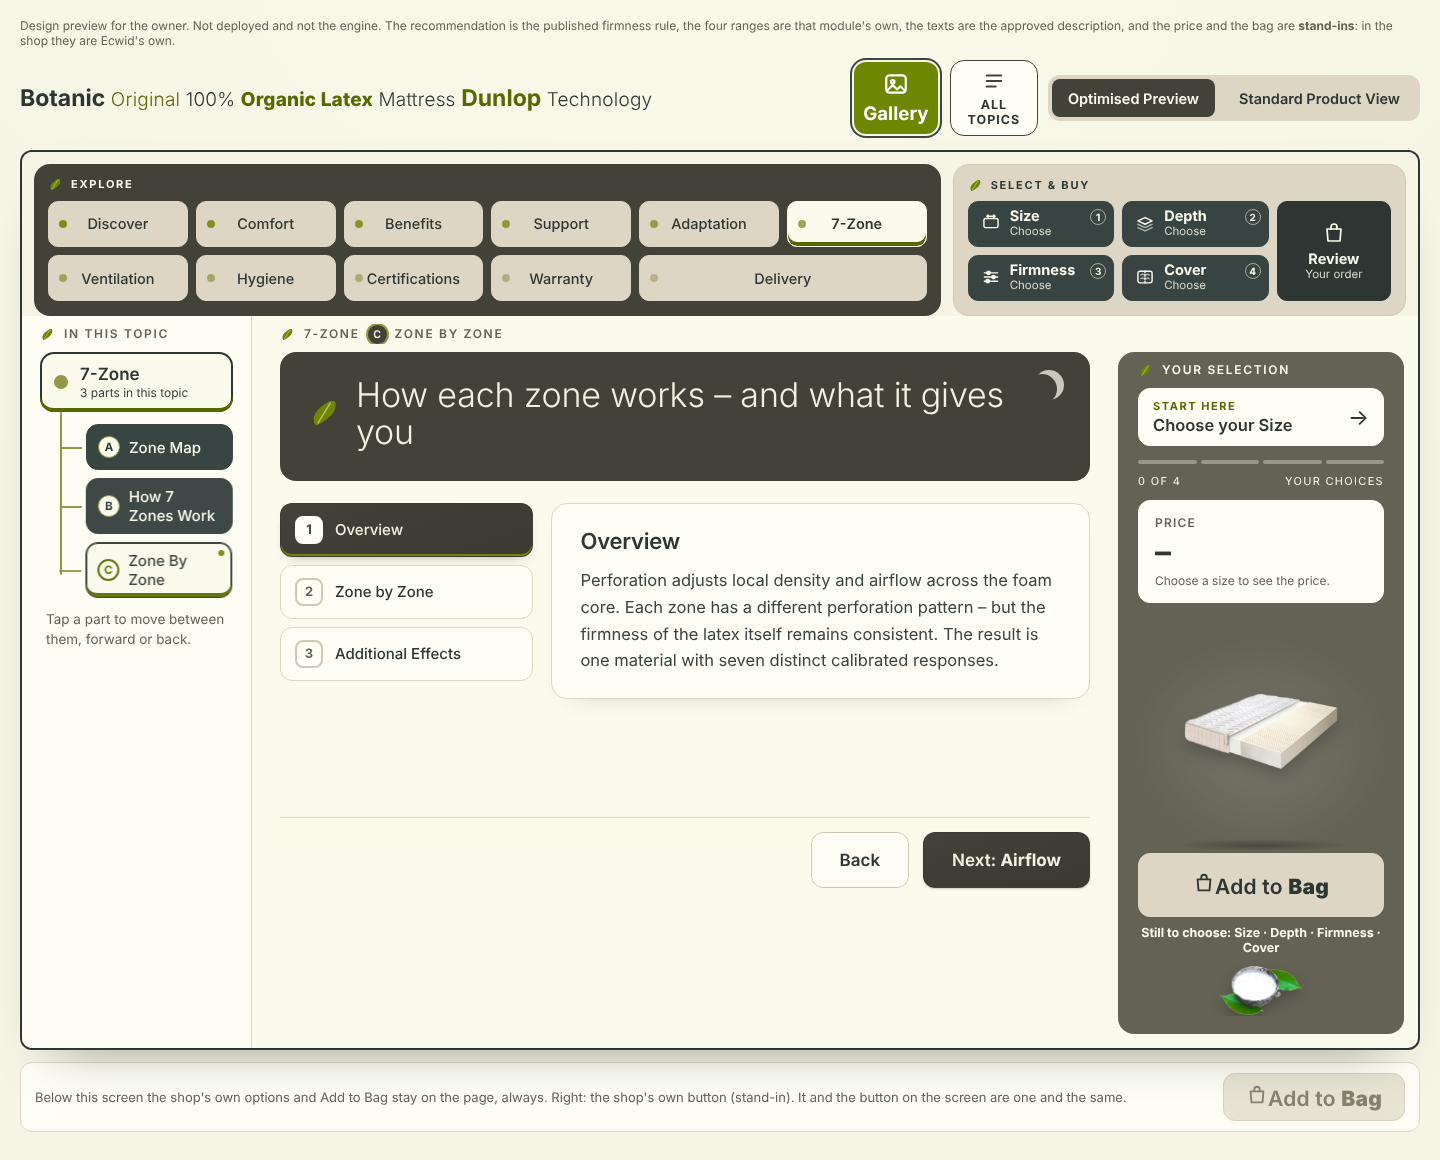 Design preview for the owner. Not deployed and not the engine. The recommendation is the published firmness rule, the four ranges are that module's own, the texts are the approved description, and the price and the bag are stand-ins: in the
shop they are Ecwid's own.
Botanic Original 100% Organic Latex Mattress Dunlop Technology
Gallery
ALL
TOPICS
Optimised Preview
Standard Product View
EXPLORE
Discover
Comfort
Benefits
Support
Adaptation
7-Zone
Ventilation
Hygiene
Certifications
Warranty
Delivery
SELECT & BUY
Size
Choose
1
Depth
Choose
2
Firmness
Choose
3
Cover
Choose
4
Review
Your order
IN THIS TOPIC
7-Zone
3 parts in this topic
A Zone Map
B How 7
Zones Work
C Zone By
Zone
Tap a part to move between
them, forward or back.
7-ZONE C ZONE BY ZONE
How each zone works – and what it gives
you
1 Overview
2 Zone by Zone
3 Additional Effects
Overview
Perforation adjusts local density and airflow across the foam
core. Each zone has a different perforation pattern – but the
firmness of the latex itself remains consistent. The result is
one material with seven distinct calibrated responses.
Back
Next: Airflow
YOUR SELECTION
START HERE
Choose your Size
0 OF 4
YOUR CHOICES
PRICE
–
Choose a size to see the price.
Add to Bag
Still to choose: Size · Depth · Firmness ·
Cover
Below this screen the shop's own options and Add to Bag stay on the page, always. Right: the shop's own button (stand-in). It and the button on the screen are one and the same.
Add to Bag